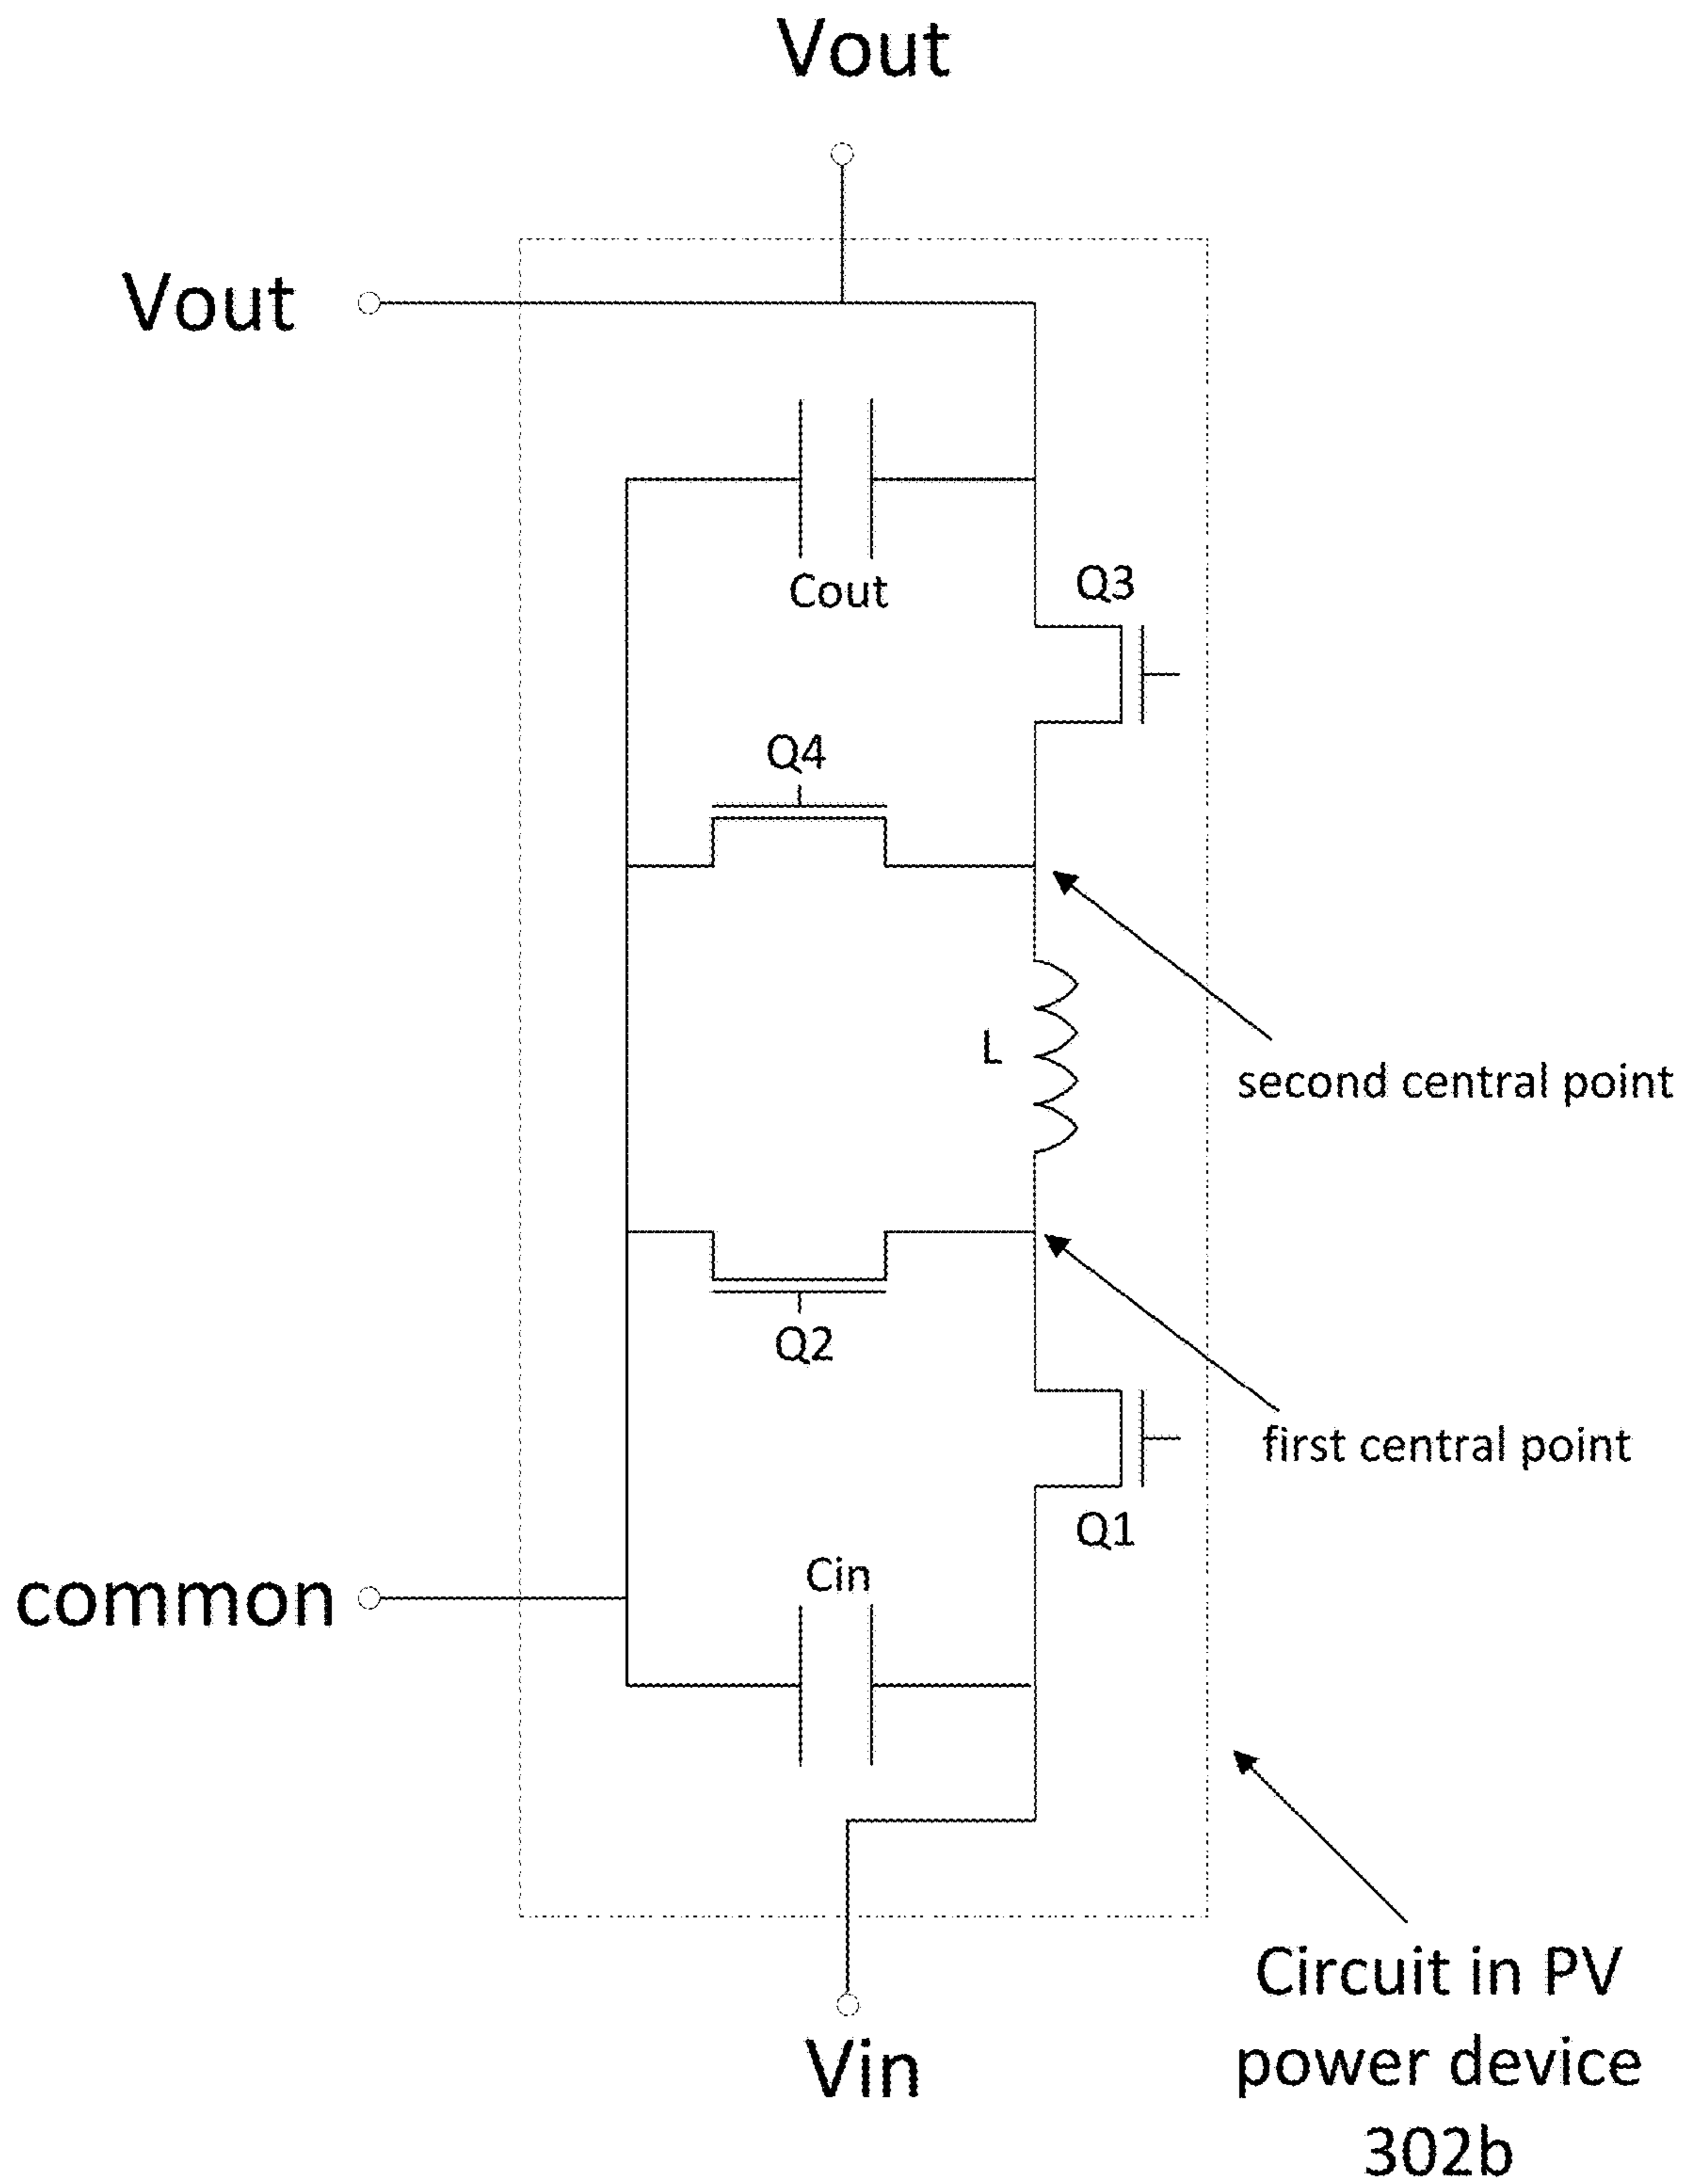 Vout
Vout
Cout
Q3
Q4
L
second central point
Q2
first central point
Q1
Cin
common
Vin
Circuit in PV
power device
302b